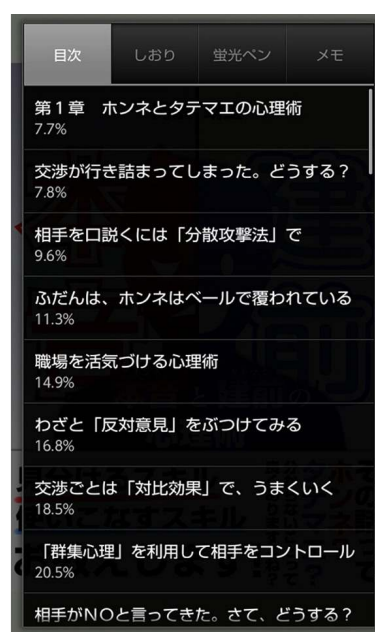 目次 しおり 蛍光ペン メモ
第1章　ホンネとタテマエの心理術
7.7%
交渉が行き詰まってしまった。どうする？
7.8%
相手を口説くには「分散攻撃法」で
9.6%
ふだんは、ホンネはベールで覆われている
11.3%
職場を活気づける心理術
14.9%
わざと「反対意見」をぶつけてみる
16.8%
交渉ごとは「対比効果」で、うまくいく
18.5%
「群集心理」を利用して相手をコントロール
20.5%
相手がNOと言ってきた。さて、どうする？